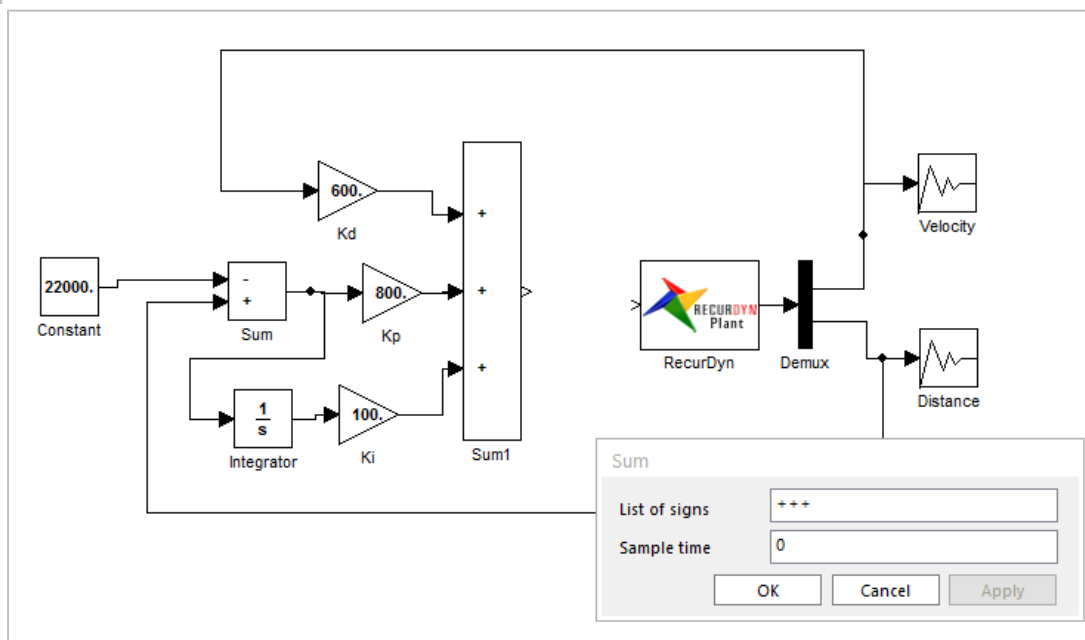 600.
Kd
Velocity
22000.
Constant
-
+
Sum
800.
Kp
+
+
+
Sum1
RECURDYN
Plant
RecurDyn
Demux
Distance
1
s
Integrator
100.
Ki
Sum
List of signs
+++
Sample time
0
OK
Cancel
Apply